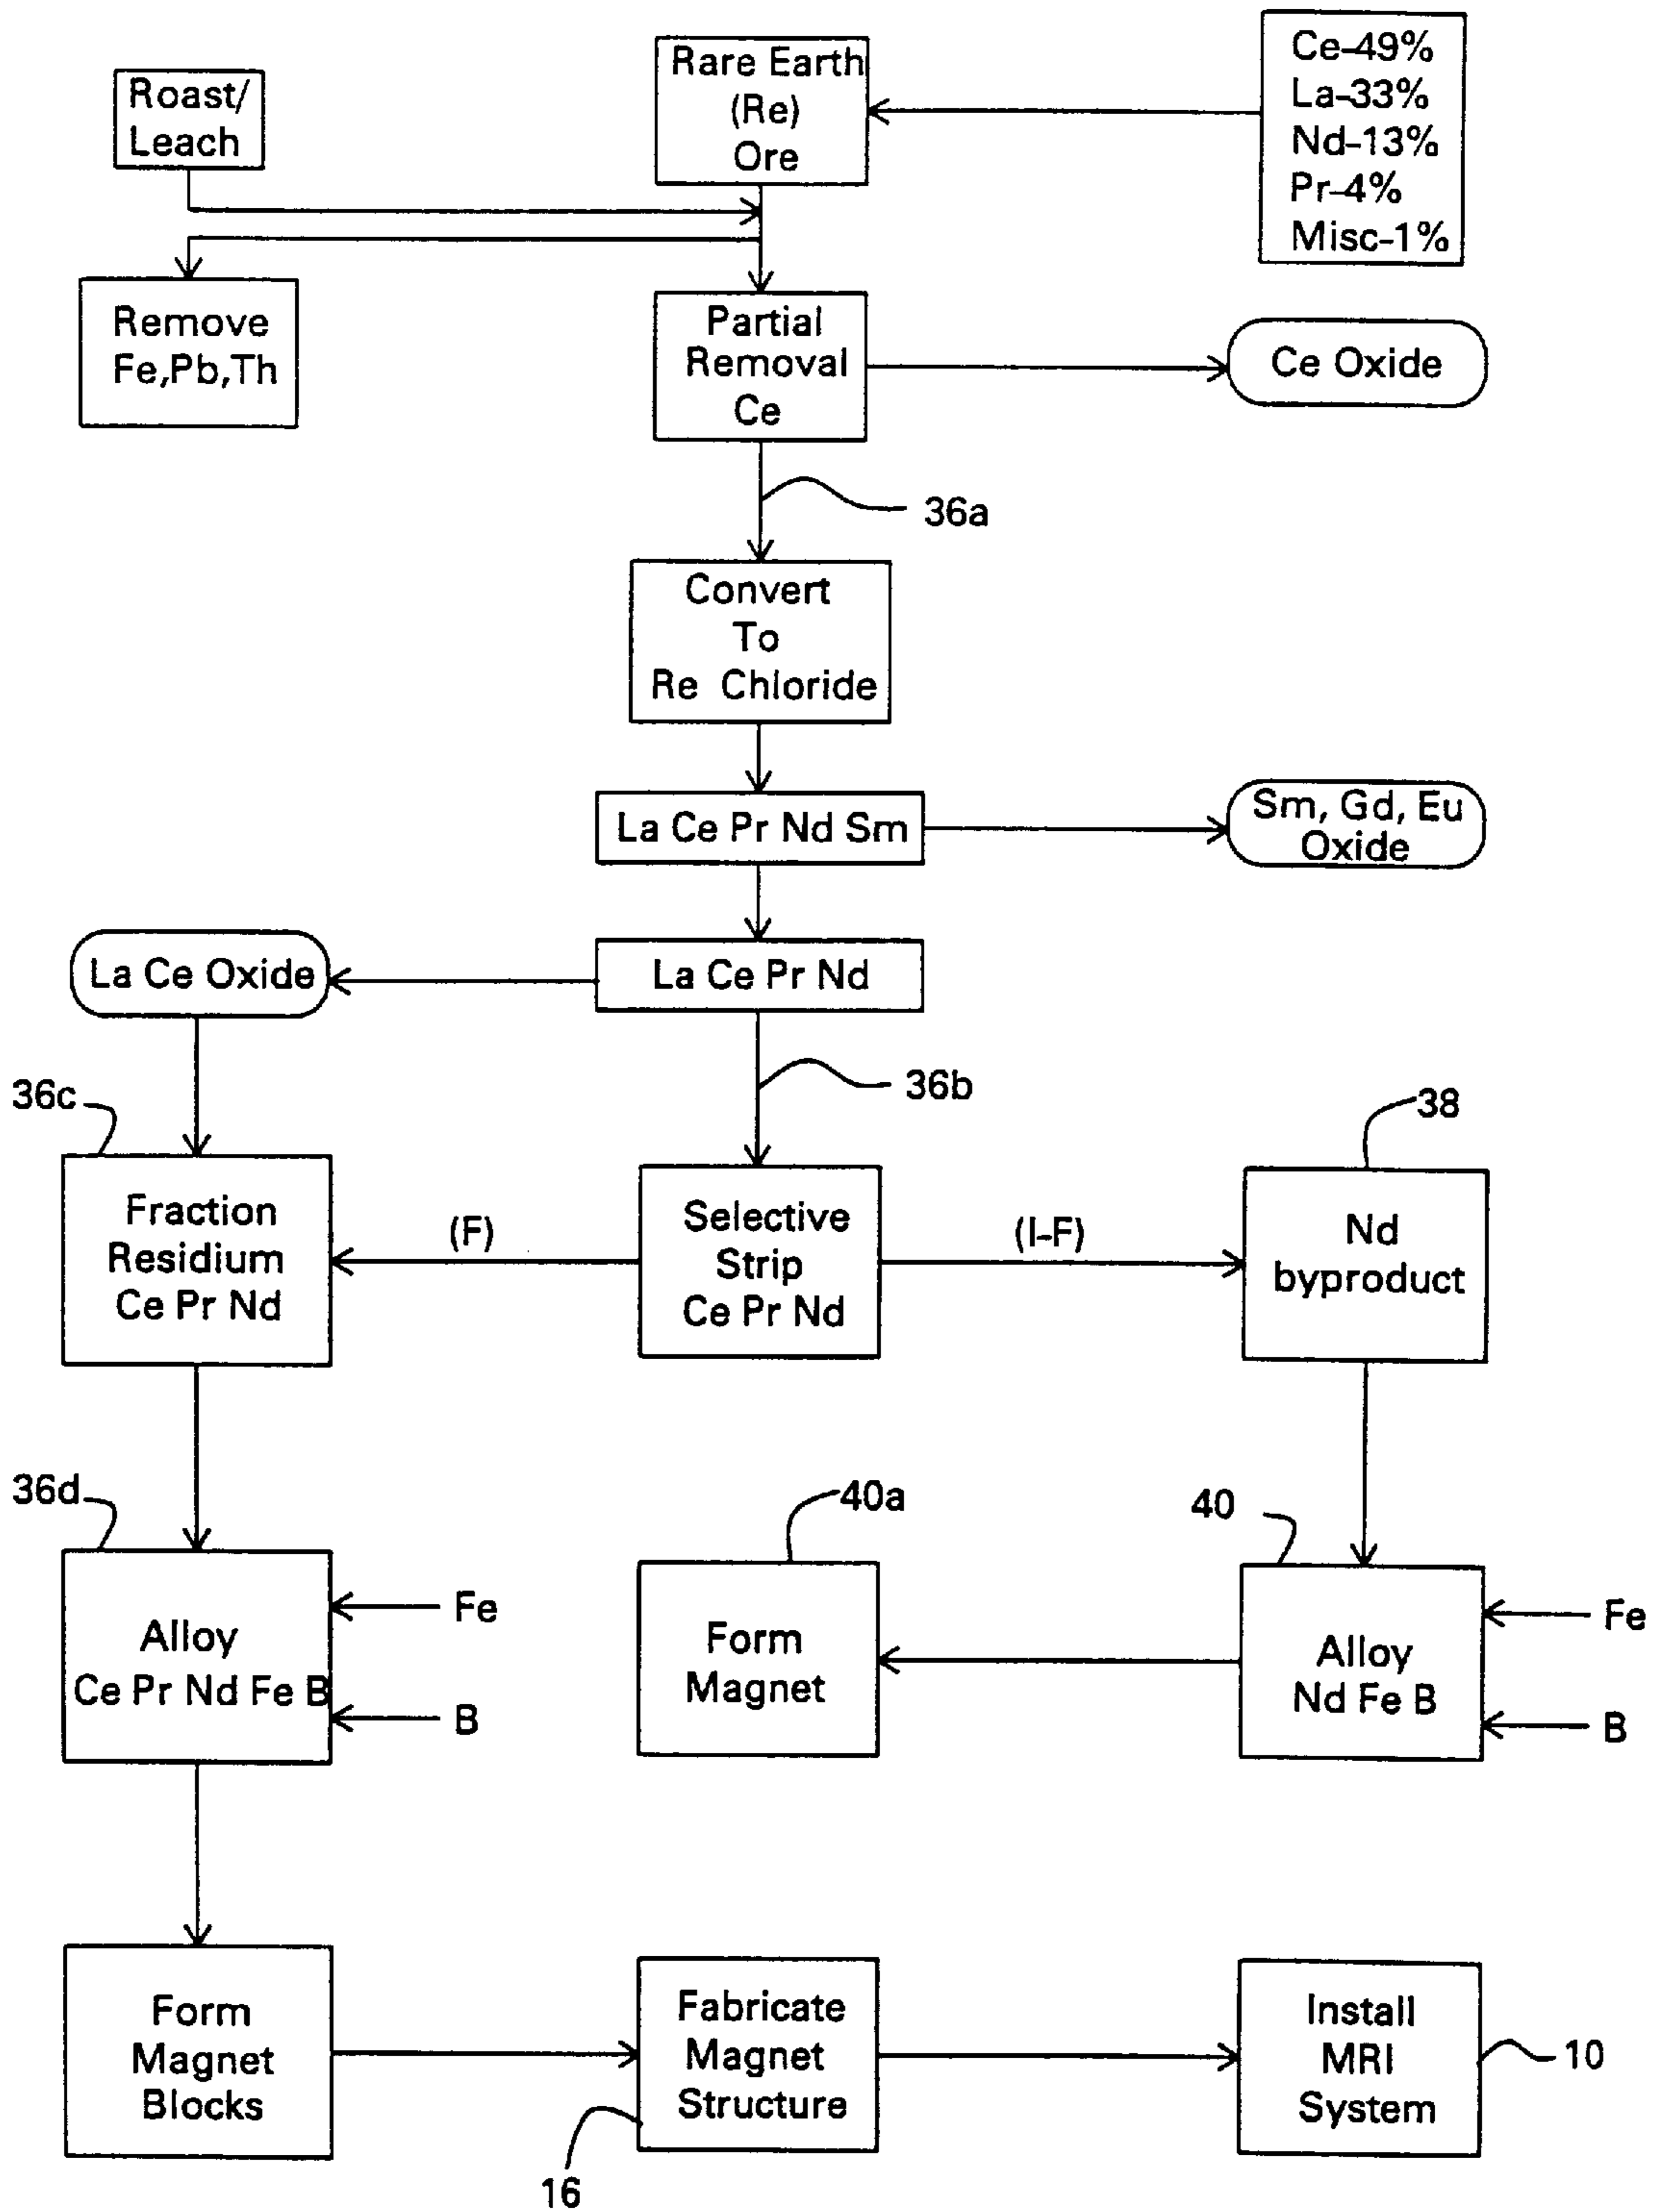 Roast/
Leach
Rare Earth
(Re)
Ore
Ce-49%
La-33%
Nd-13%
Pr-4%
Misc-1%
Remove
Fe,Pb,Th
Partial
Removal
Ce
Ce Oxide
36a
Convert
To
Re Chloride
La Ce Pr Nd Sm
Sm, Gd, Eu
Oxide
La Ce Oxide
La Ce Pr Nd
36b
36c
38
Fraction
Residium
Ce Pr Nd
(F)
Selective
Strip
Ce Pr Nd
(I-F)
Nd
byproduct
36d
40a
40
Alloy
Ce Pr Nd Fe B
Fe
B
Form
Magnet
Alloy
Nd Fe B
Fe
B
Form
Magnet
Blocks
Fabricate
Magnet
Structure
16
Install
MRI
System
10